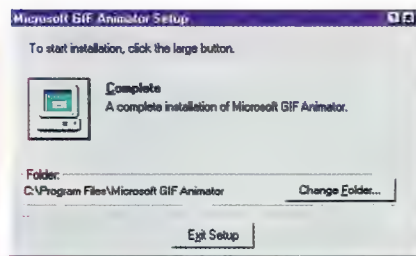 Microsoft GIF Animator Setup
To start installation, click the large button.
Complete
A complete installation of Microsoft GIF Animator.
Folder:
C:\Program Files\Microsoft GIF Animator
Change Folder...
Exit Setup